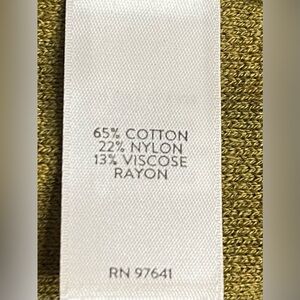 65% COTTON
22% NYLON
13% VISCOSE
RAYON
RN 97641